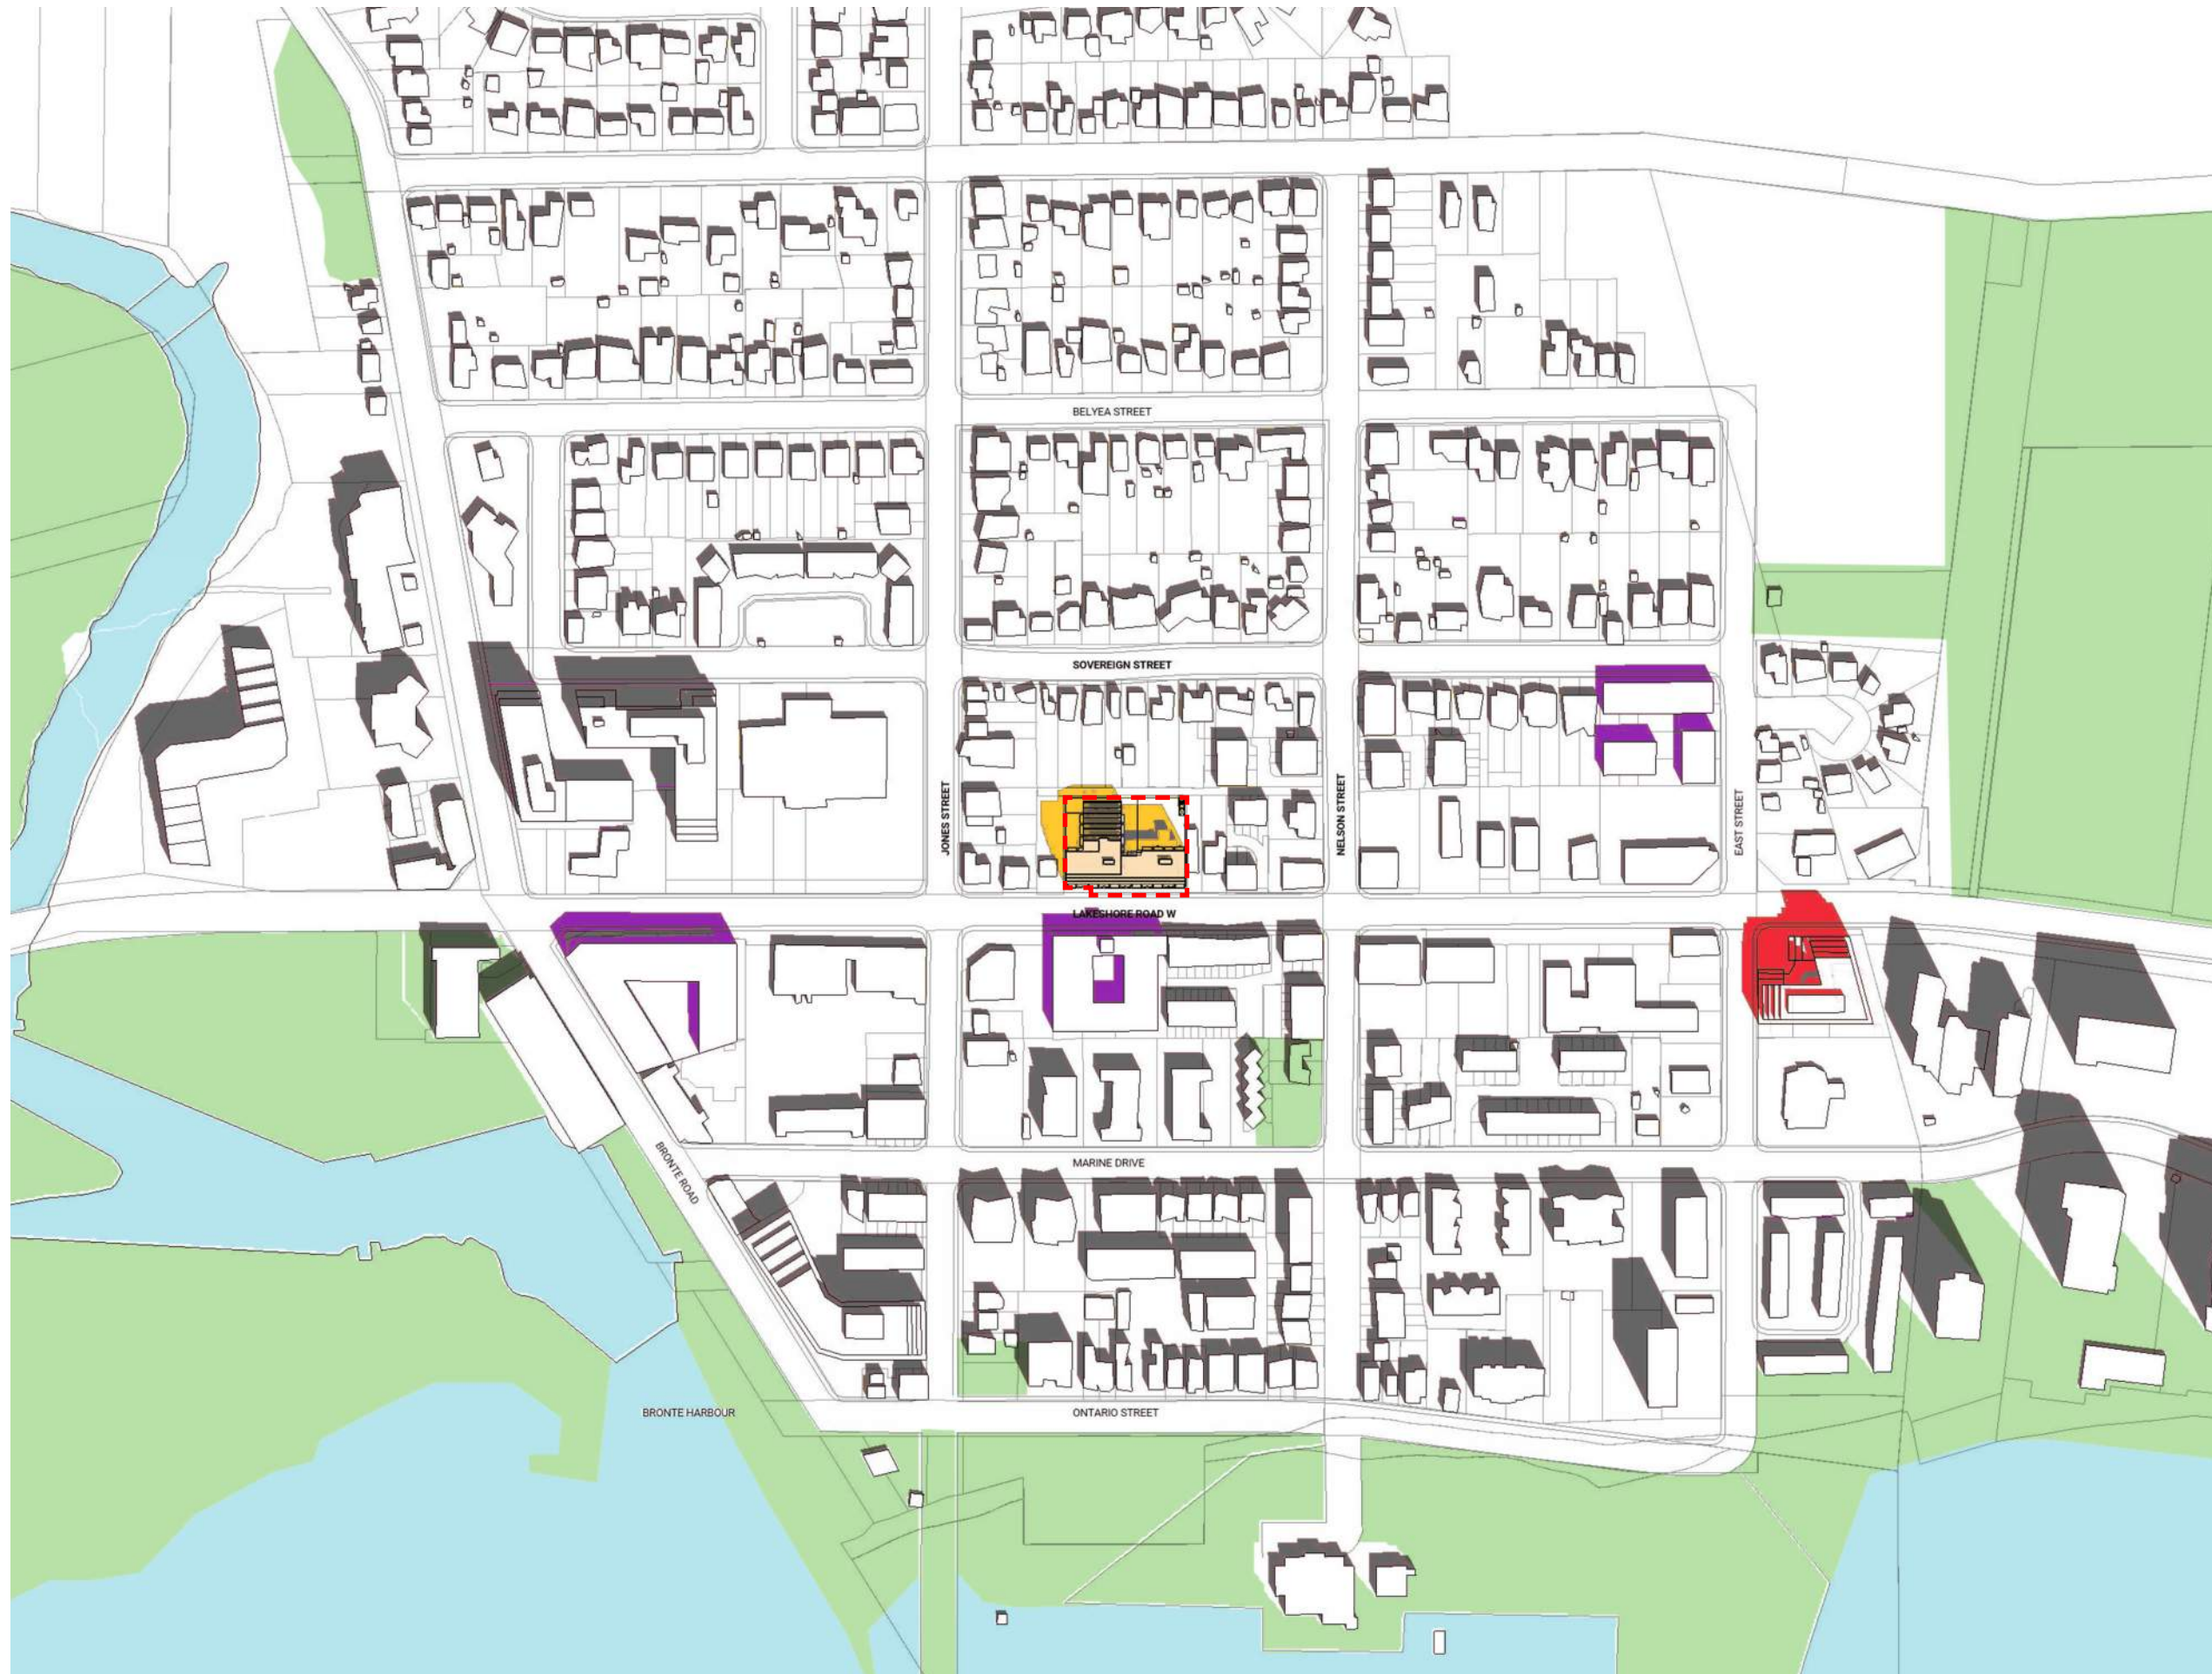 BELYEA STREET
SOVEREIGN STREET
JONES STREET
NELSON STREET
EAST STREET
LAKESHORE ROAD W
BRONTE ROAD
MARINE DRIVE
BRONTE HARBOUR
ONTARIO STREET